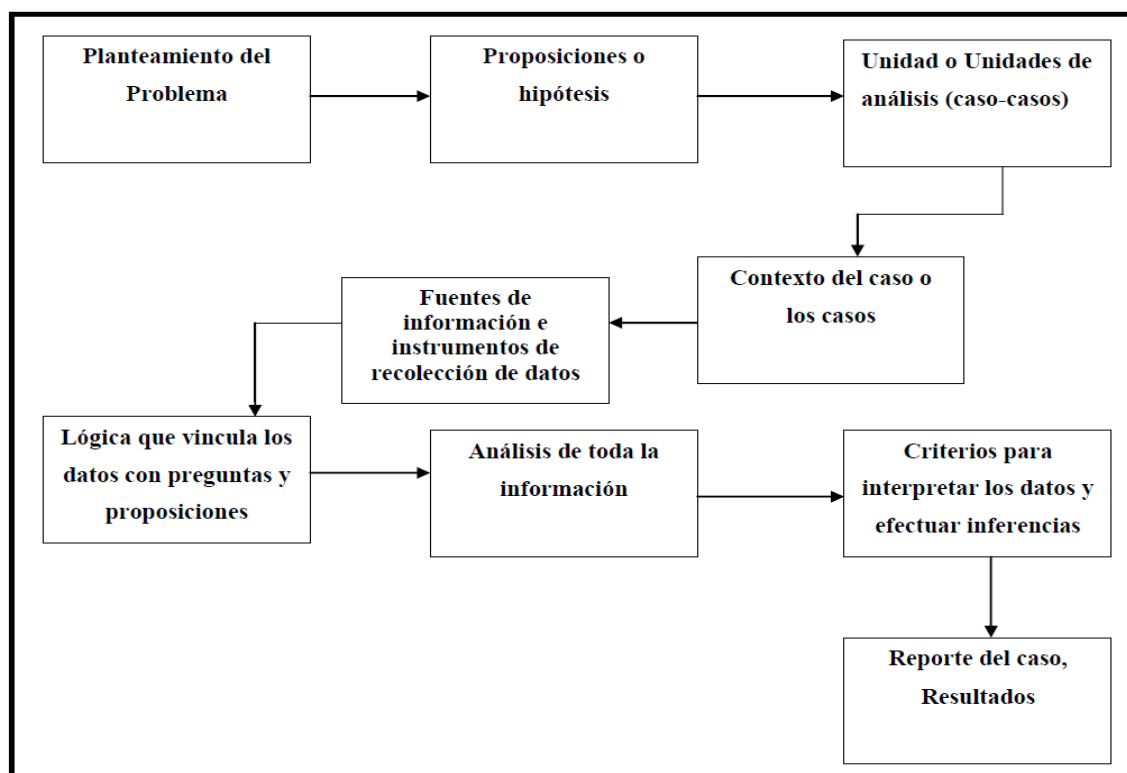 Planteamiento del
Problema
Proposiciones o
hipótesis
Unidad o Unidades de
análisis (caso-casos)
Contexto del caso o
los casos
Fuentes de
información e
instrumentos de
recolección de datos
Lógica que vincula los
datos con preguntas y
proposiciones
Análisis de toda la
información
Criterios para
interpretar los datos y
efectuar inferencias
Reporte del caso,
Resultados